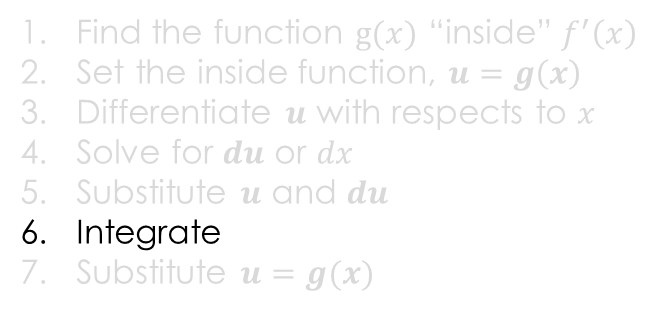 1. Find the function g(x) “inside” f′(x)
2. Set the inside function, u = g(x)
3. Differentiate u with respects to x
4. Solve for du or dx
5. Substitute u and du
6. Integrate
7. Substitute u = g(x)